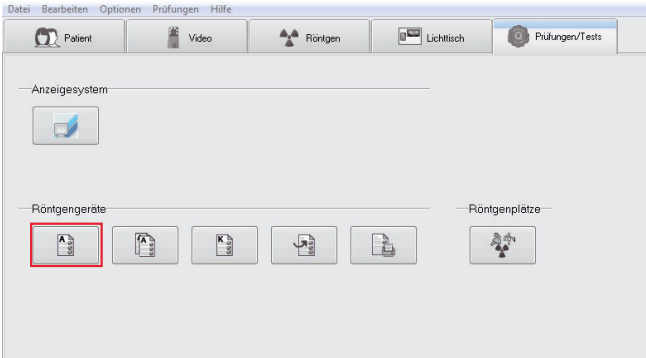 Datei Bearbeiten Optionen Prüfungen Hilfe
Patient Video Röntgen Lichttisch Prüfungen/Tests
Anzeigesystem
Röntgengeräte Röntgenplätze
A A K